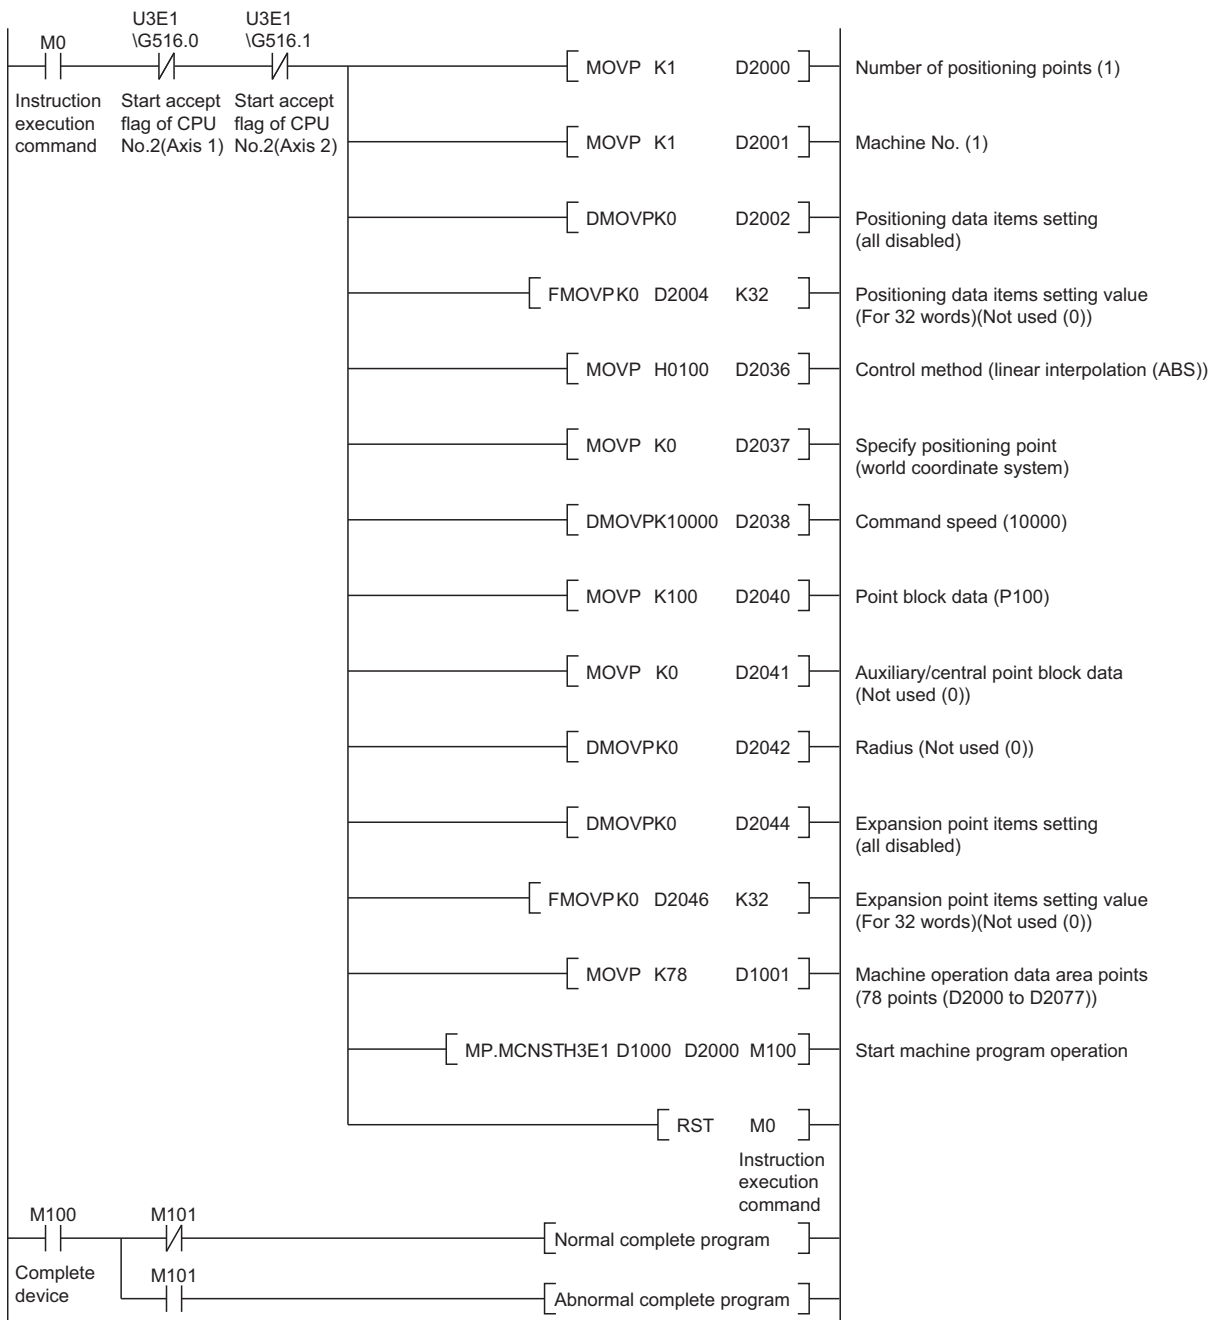 U3E1 U3E1
M0 \G516.0 \G516.1
MOVP K1 D2000 Number of positioning points (1)
Instruction Start accept Start accept
execution flag of CPU flag of CPU
command No.2(Axis 1) No.2(Axis 2)
MOVP K1 D2001 Machine No. (1)
DMOVPK0 D2002 Positioning data items setting
(all disabled)
FMOVPK0 D2004 K32 Positioning data items setting value
(For 32 words)(Not used (0))
MOVP H0100 D2036 Control method (linear interpolation (ABS))
MOVP K0 D2037 Specify positioning point
(world coordinate system)
DMOVPK10000 D2038 Command speed (10000)
MOVP K100 D2040 Point block data (P100)
MOVP K0 D2041 Auxiliary/central point block data
(Not used (0))
DMOVPK0 D2042 Radius (Not used (0))
DMOVPK0 D2044 Expansion point items setting
(all disabled)
FMOVPK0 D2046 K32 Expansion point items setting value
(For 32 words)(Not used (0))
MOVP K78 D1001 Machine operation data area points
(78 points (D2000 to D2077))
MP.MCNSTH3E1 D1000 D2000 M100 Start machine program operation
RST M0
Instruction
execution
command
M100 M101
Normal complete program
Complete M101
device
Abnormal complete program